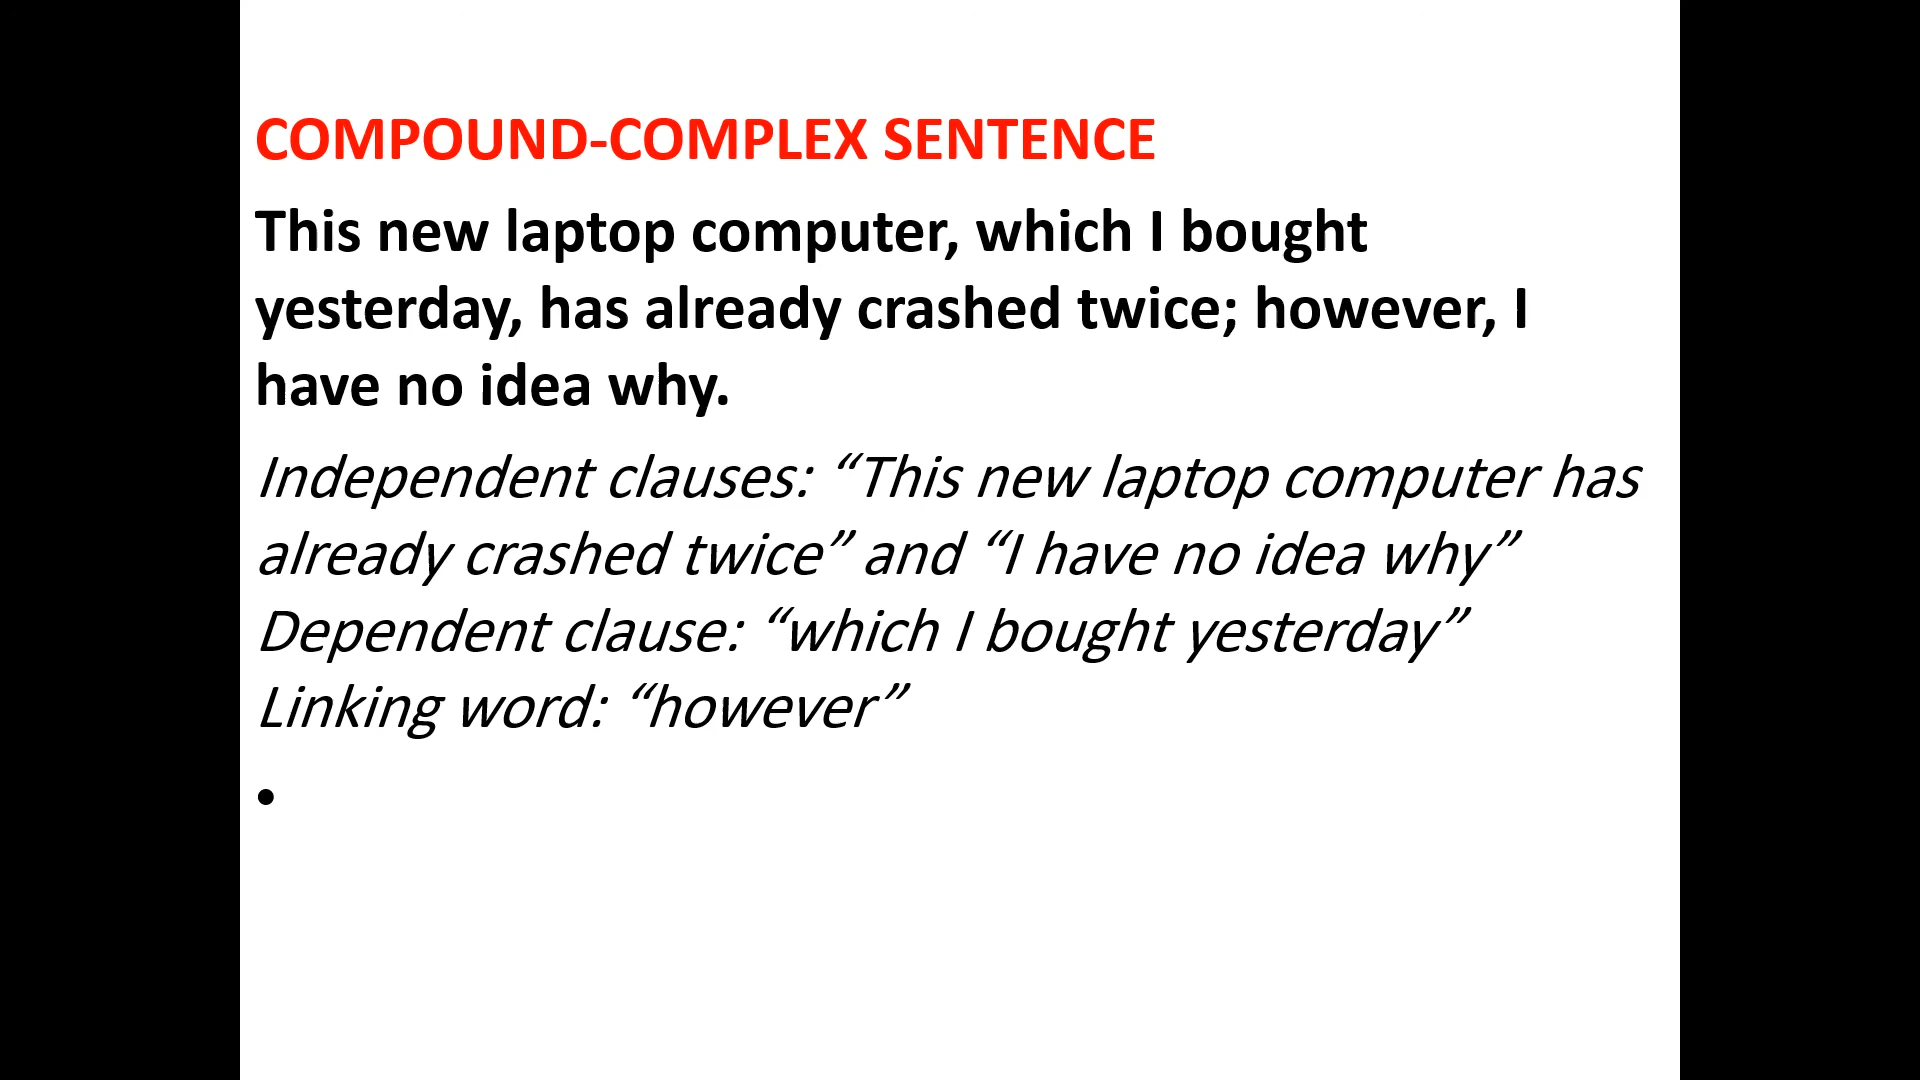 COMPOUND-COMPLEX SENTENCE
This new laptop computer, which I bought
yesterday, has already crashed twice; however, I
have no idea why.
Independent clauses: “This new laptop computer has
already crashed twice” and “I have no idea why”
Dependent clause: “which I bought yesterday”
Linking word: “however”
•